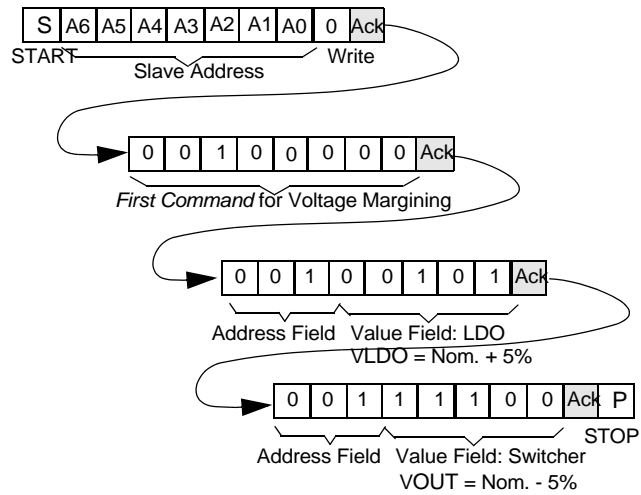 S A6 A5 A4 A3 A2 A1 A0 0 Ack
START Slave Address Write
0 0 1 0 0 0 0 0 Ack
First Command for Voltage Margining
0 0 1 0 0 1 0 1 Ack
Address Field Value Field: LDO
VLDO = Nom. + 5%
0 0 1 1 1 1 0 0 Ack P
STOP
Address Field Value Field: Switcher
VOUT = Nom. - 5%